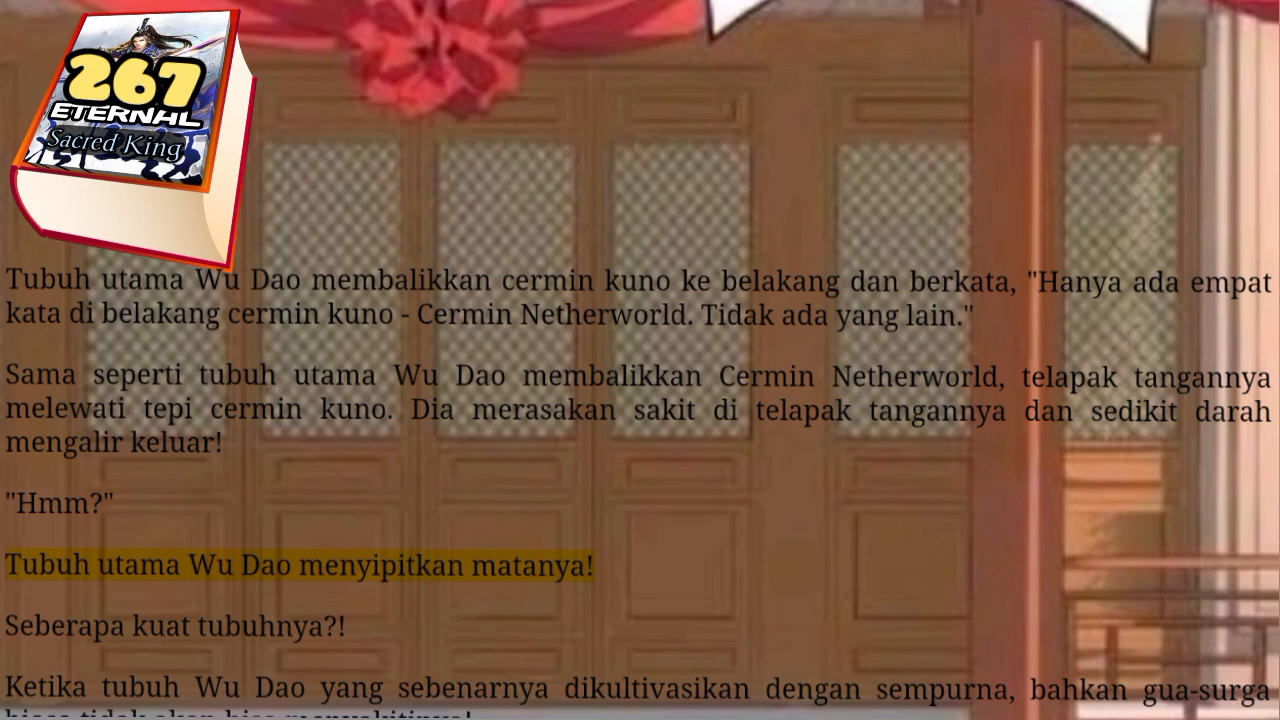 267
ETERNAL
Sacred King
Tubuh utama Wu Dao membalikkan cermin kuno ke belakang dan berkata, "Hanya ada empat
kata di belakang cermin kuno - Cermin Netherworld. Tidak ada yang lain."
Sama seperti tubuh utama Wu Dao membalikkan Cermin Netherworld, telapak tangannya
melewati tepi cermin kuno. Dia merasakan sakit di telapak tangannya dan sedikit darah
mengalir keluar!
"Hmm?"
Tubuh utama Wu Dao menyipitkan matanya!
Seberapa kuat tubuhnya?!
Ketika tubuh Wu Dao yang sebenarnya dikultivasikan dengan sempurna, bahkan gua-surga